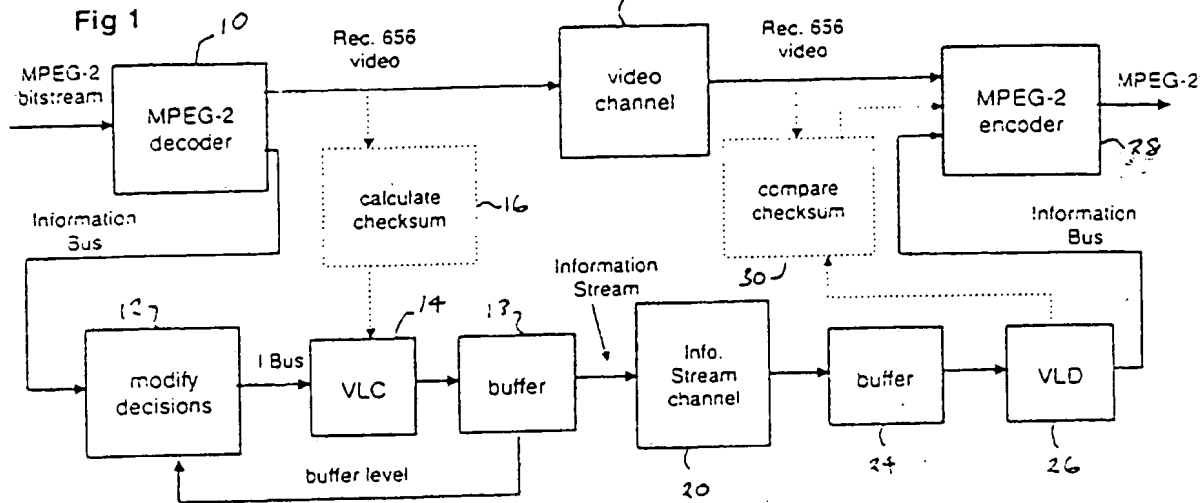 Fig 1
10
MPEG-2
bitstream
MPEG-2
decoder
Rec. 656
video
video
channel
Rec. 656
video
MPEG-2
encoder
MPEG-2
28
calculate
checksum
16
compare
checksum
30
Information
Bus
Information
Bus
12
modify
decisions
I Bus
14
VLC
13
buffer
Information
Stream
Info.
Stream
channel
20
buffer
24
VLD
26
buffer level